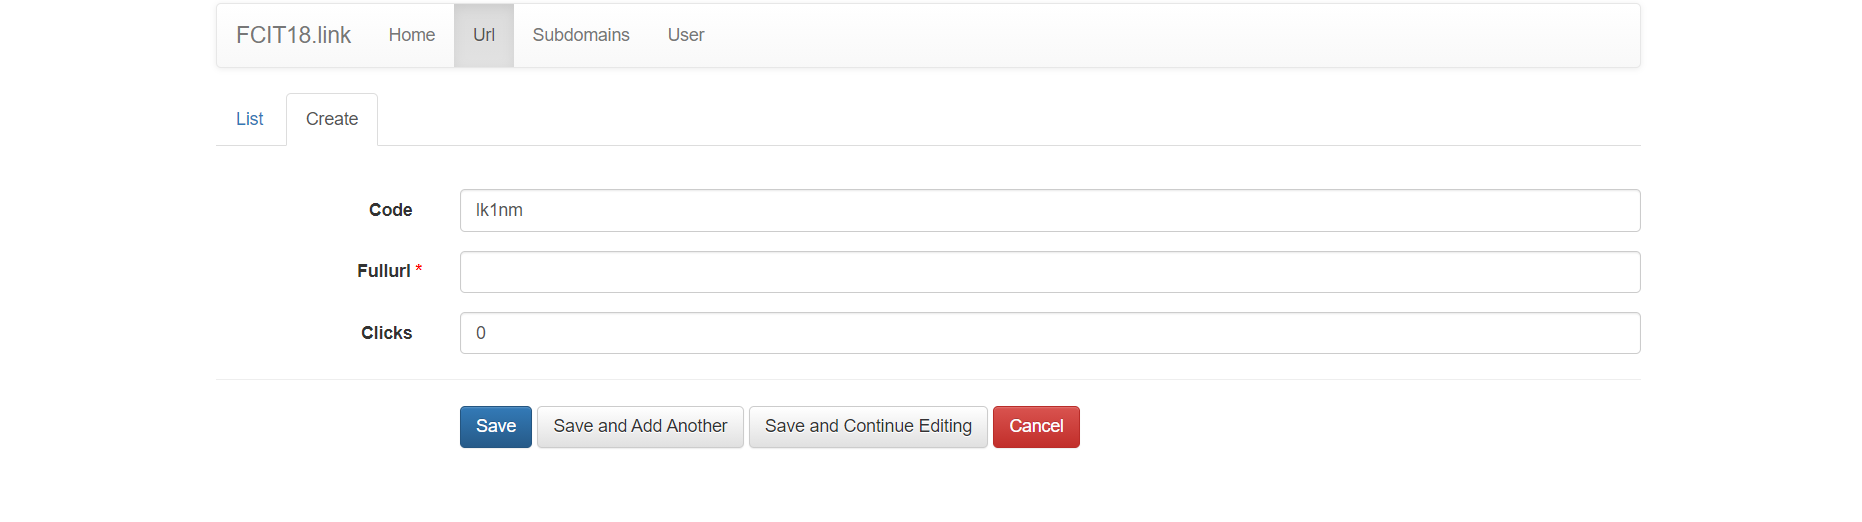 FCIT18.link Home Url Subdomains User
List Create
Code lk1nm
Fullurl *
Clicks 0
Save Save and Add Another Save and Continue Editing Cancel